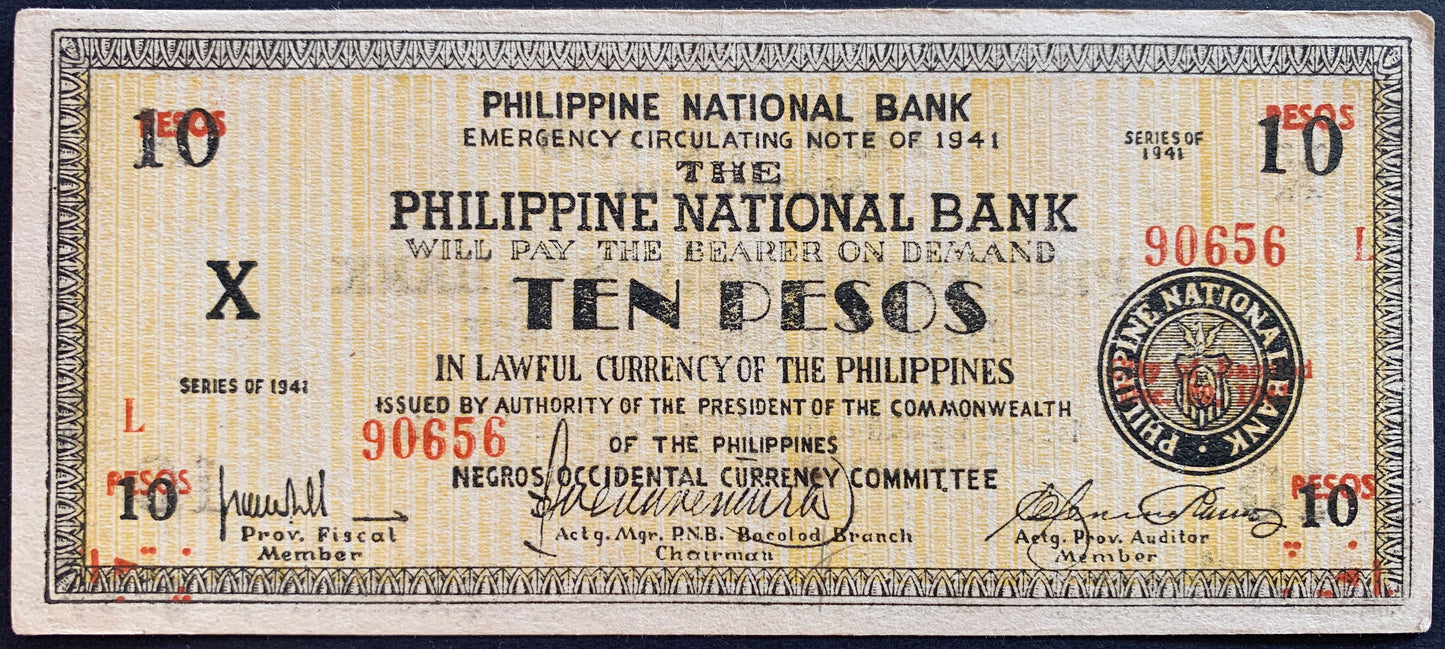 PHILIPPINE NATIONAL BANK
EMERGENCY CIRCULATING NOTE OF 1941
10 PESOS
SERIES OF
1941
10 PESOS
THE
PHILIPPINE NATIONAL BANK
WILL PAY THE BEARER ON DEMAND
90656 L
X
TEN PESOS
PHILIPPINE NATIONAL BANK
IN LAWFUL CURRENCY OF THE PHILIPPINES
SERIES OF 1941
ISSUED BY AUTHORITY OF THE PRESIDENT OF THE COMMONWEALTH
L 90656
OF THE PHILIPPINES
NEGROS OCCIDENTAL CURRENCY COMMITTEE
PESOS
10
PESOS
10
Prov. Fiscal
Member
Actg. Mgr. P.N.B. Bacolod Branch
Chairman
Actg. Prov. Auditor
Member